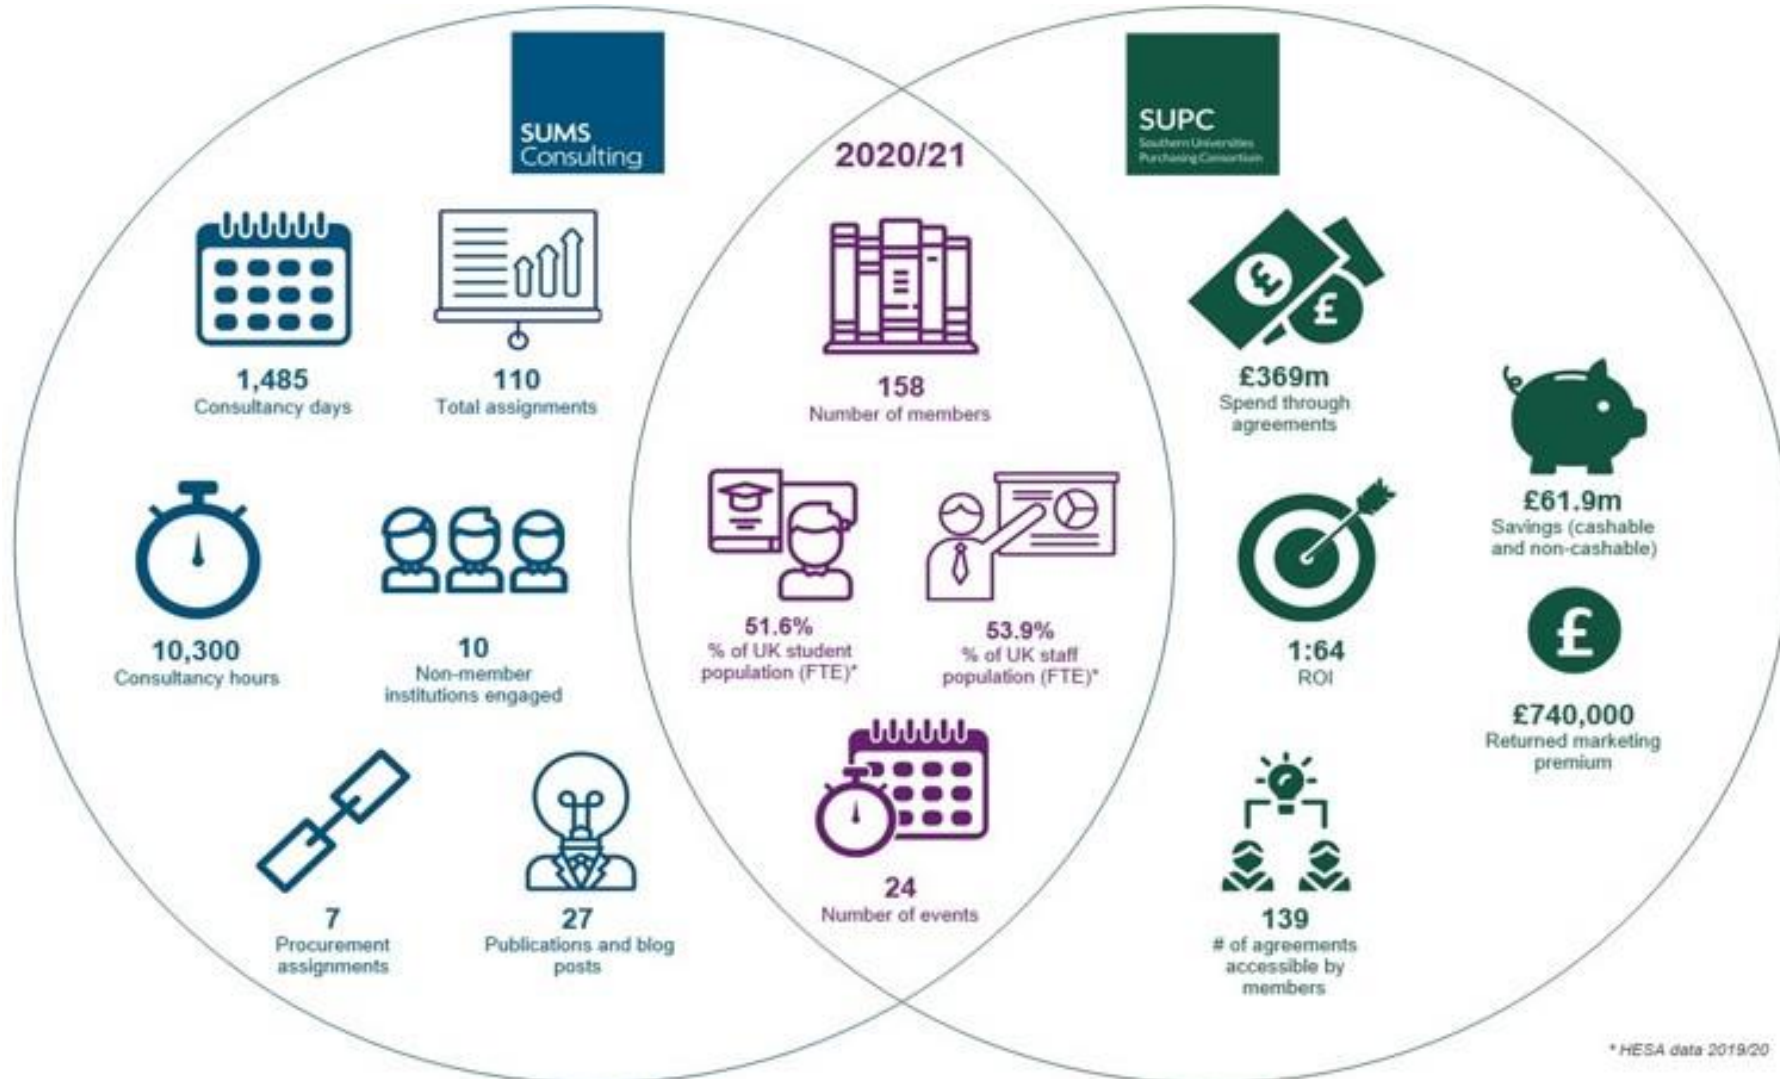 SUMS
Consulting
2020/21
SUPC
Southern Universities
Purchasing Consortium
1,485
Consultancy days
110
Total assignments
10,300
Consultancy hours
10
Non-member
institutions engaged
7
Procurement
assignments
27
Publications and blog
posts
158
Number of members
51.6%
% of UK student
population (FTE)*
53.9%
% of UK staff
population (FTE)*
24
Number of events
£369m
Spend through
agreements
£61.9m
Savings (cashable
and non-cashable)
1:64
ROI
£740,000
Returned marketing
premium
139
# of agreements
accessible by
members
* HESA data 2019/20